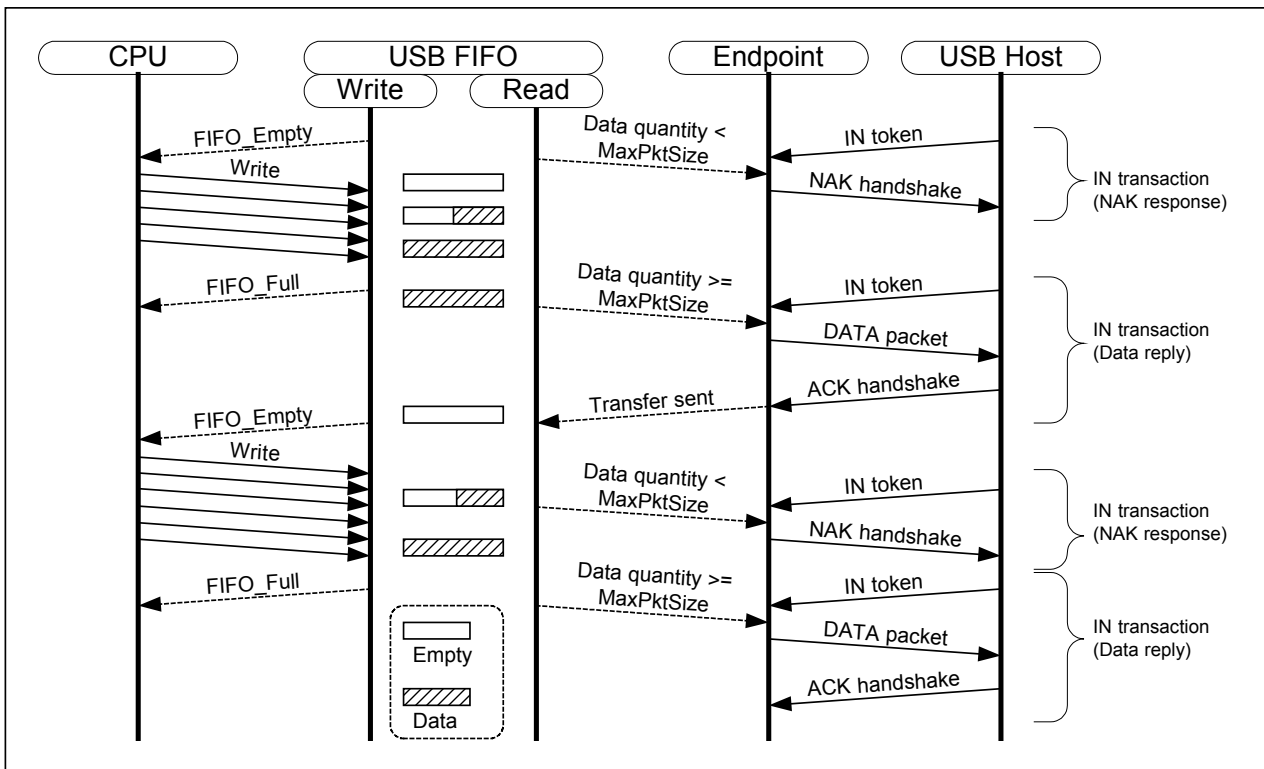 CPU
USB FIFO
Endpoint
USB Host
Write
Read
FIFO_Empty
Data quantity <
MaxPktSize
IN token
Write
NAK handshake
IN transaction
(NAK response)
FIFO_Full
Data quantity >=
MaxPktSize
IN token
DATA packet
IN transaction
(Data reply)
ACK handshake
Transfer sent
FIFO_Empty
Write
Data quantity <
MaxPktSize
IN token
NAK handshake
IN transaction
(NAK response)
FIFO_Full
Data quantity >=
MaxPktSize
IN token
DATA packet
IN transaction
(Data reply)
Empty
ACK handshake
Data